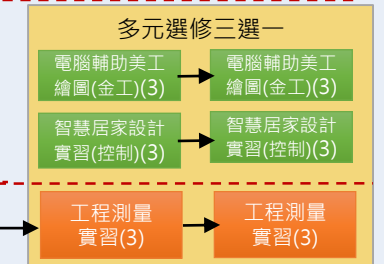 多元選修三選一
電腦輔助美工
繪圖(金工)(3)
電腦輔助美工
繪圖(金工)(3)
智慧居家設計
實習(控制)(3)
智慧居家設計
實習(控制)(3)
工程測量
實習(3)
工程測量
實習(3)